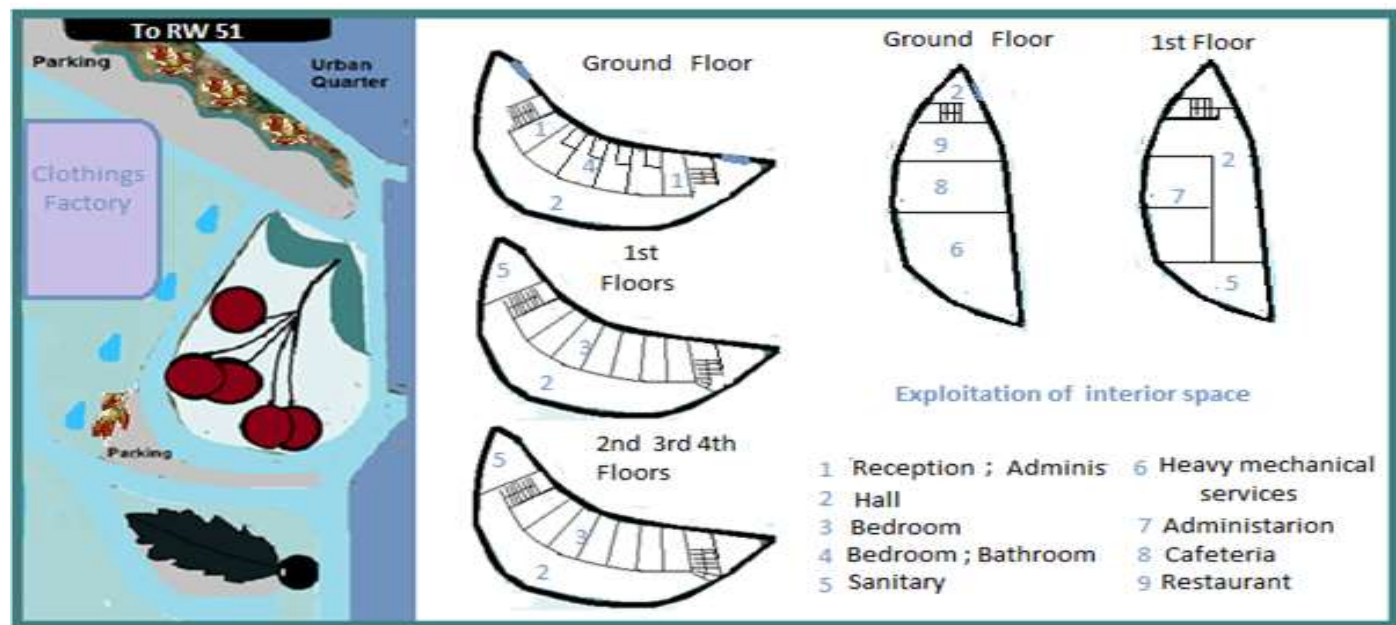 To RW 51
Parking
Urban
Quarter
Clothings
Factory
Parking
Ground Floor
1
4
1
2
1st
Floors
5
3
2
2nd 3rd 4th
Floors
5
3
2
Ground Floor
2
9
8
6
1st Floor
2
7
5
Exploitation of interior space
1 Reception ; Adminis
2 Hall
3 Bedroom
4 Bedroom ; Bathroom
5 Sanitary
6 Heavy mechanical
services
7 Administarion
8 Cafeteria
9 Restaurant